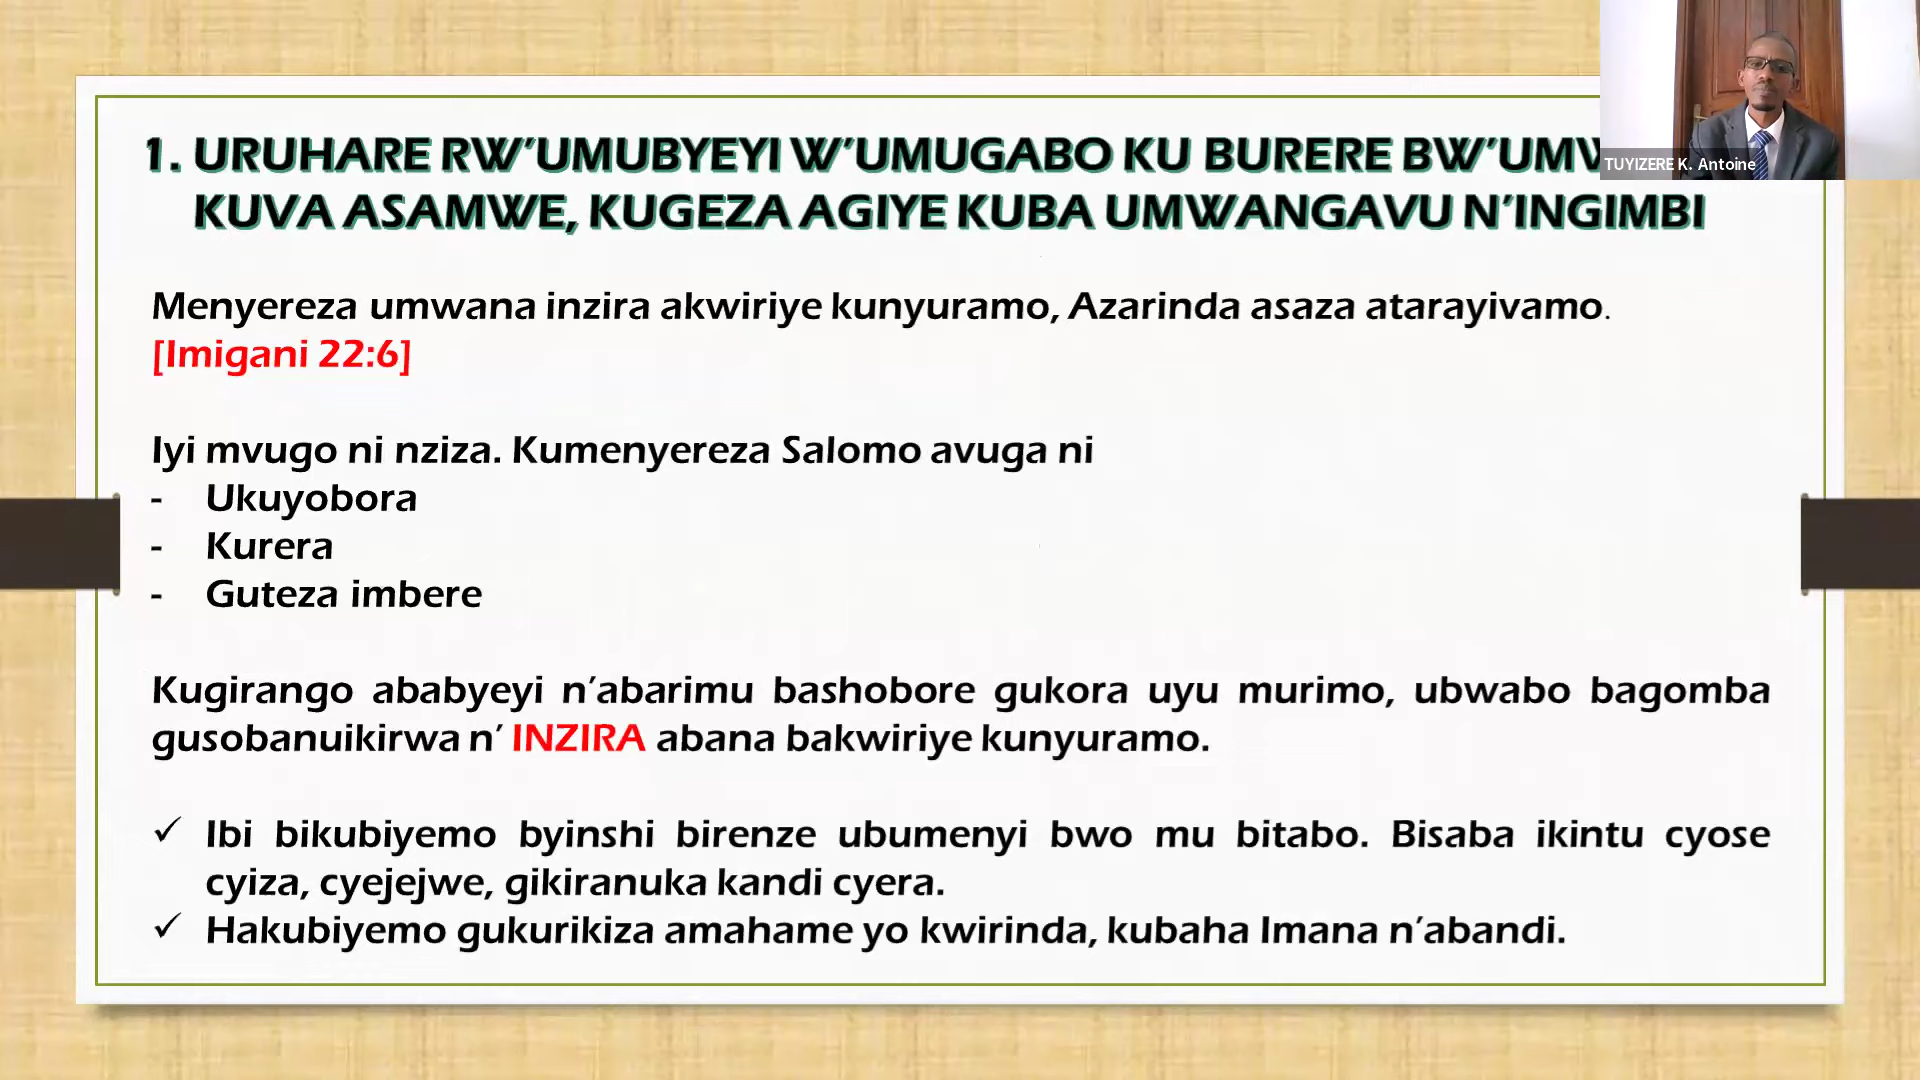 1. URUHARE RW’UMUBYEYI W’UMUGABO KU BURERE
KUVA ASAMWE, KUGEZA AGIYE KUBA UMWANGAVU N’INGIMBI
TUYIZERE K. Antoine
Menyereza umwana inzira akwiriye kunyuramo, Azarinda asaza atarayivamo.
[Imigani 22:6]
Iyi mvugo ni nziza. Kumenyereza Salomo avuga ni
- Ukuyobora
- Kurera
- Guteza imbere
Kugirango ababyeyi n’abarimu bashobore gukora uyu murimo, ubwabo bagomba
gusobanuikirwa n’ INZIRA abana bakwiriye kunyuramo.
✓ Ibi bikubiyemo byinshi birenze ubumenyi bwo mu bitabo. Bisaba ikintu cyose
cyiza, cyejejwe, gikiranuka kandi cyera.
✓ Hakubiyemo gukurikiza amahame yo kwirinda, kubaha Imana n’abandi.